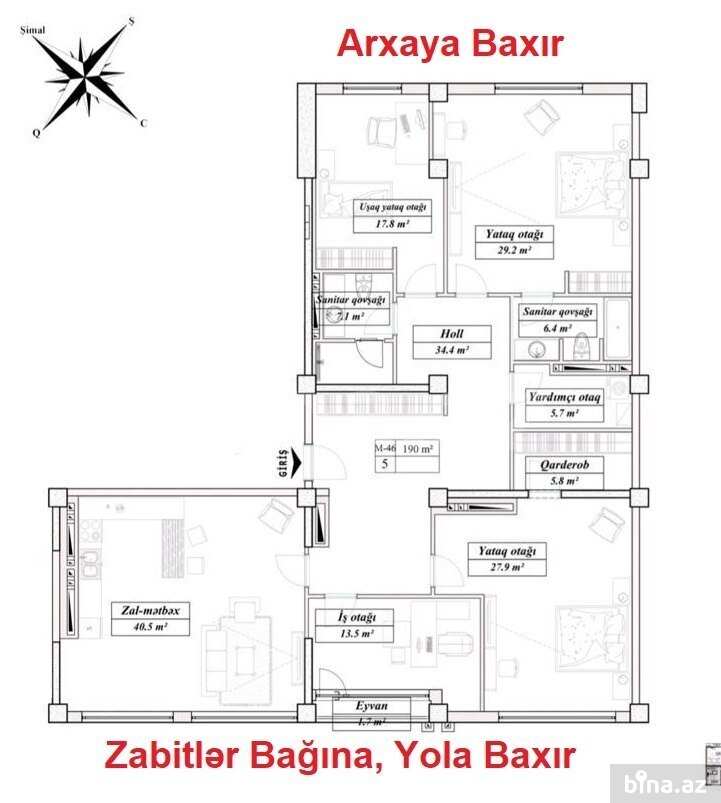 Arxaya Baxır
Şimal
Ş
Q
C
Uşaq yataq otağı
17.8 m²
Yataq otağı
29.2 m²
Sanitar qovşağı
7.1 m²
Holl
34.4 m²
Sanitar qovşağı
6.4 m²
Yardımçı otaq
5.7 m²
GİRİŞ
M-46 190 m²
5
Qarderob
5.8 m²
Yataq otağı
27.9 m²
Zal-mətbəx
40.5 m²
İş otağı
13.5 m²
Eyvan
1.7 m²
Zabitlər Bağına, Yola Baxır
bina.az